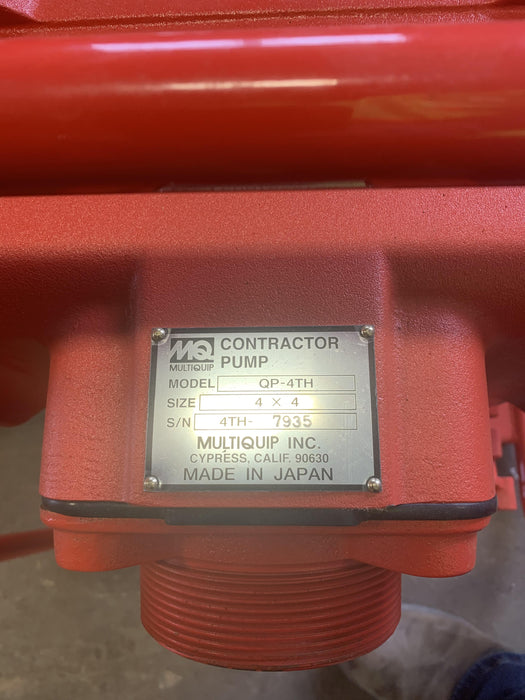 MQ CONTRACTOR
MULTIQUIP PUMP
MODEL QP-4TH
SIZE 4 × 4
S/N 4TH- 7935
MULTIQUIP INC.
CYPRESS, CALIF. 90630
MADE IN JAPAN